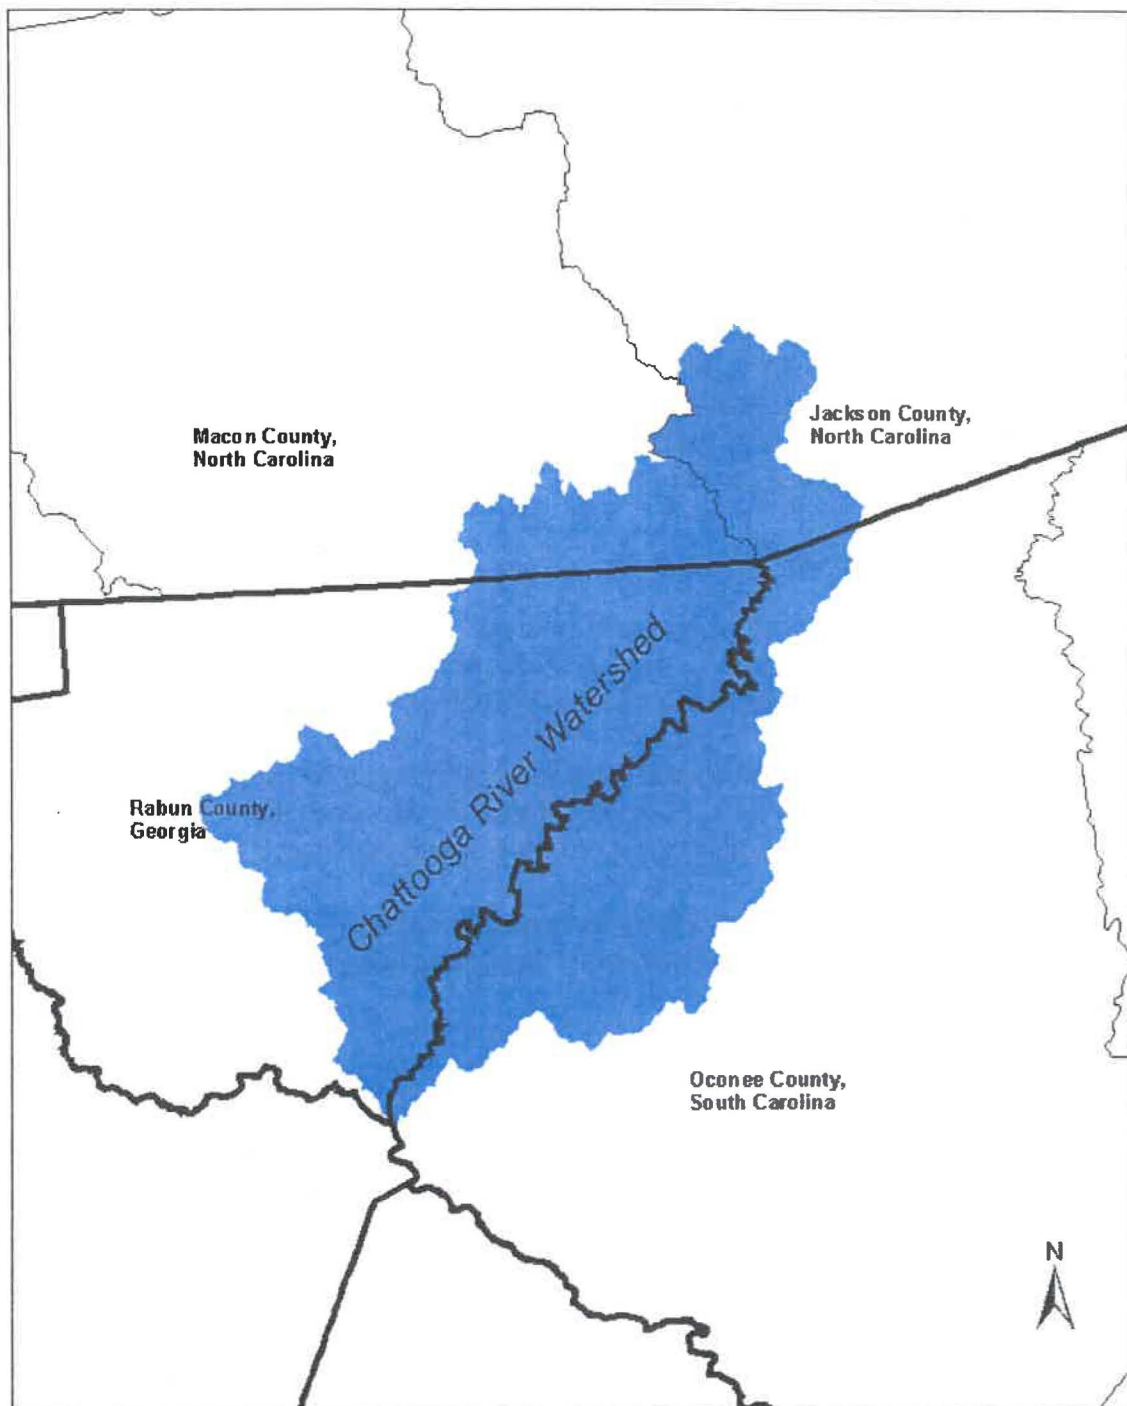 Macon County,
North Carolina
Jackson County,
North Carolina
Chattooga River Watershed
Rabun County,
Georgia
Oconee County,
South Carolina
N